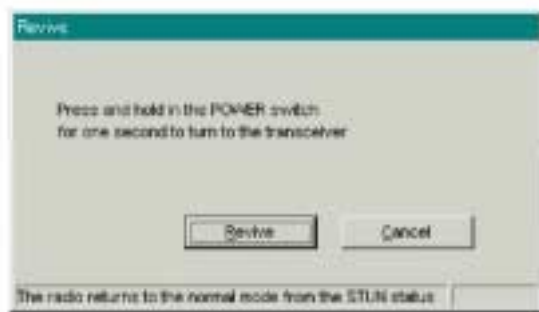 Revive
Press and hold in the POWER switch
for one second to turn to the transceiver
Revive
Cancel
The radio returns to the normal mode from the STUN status